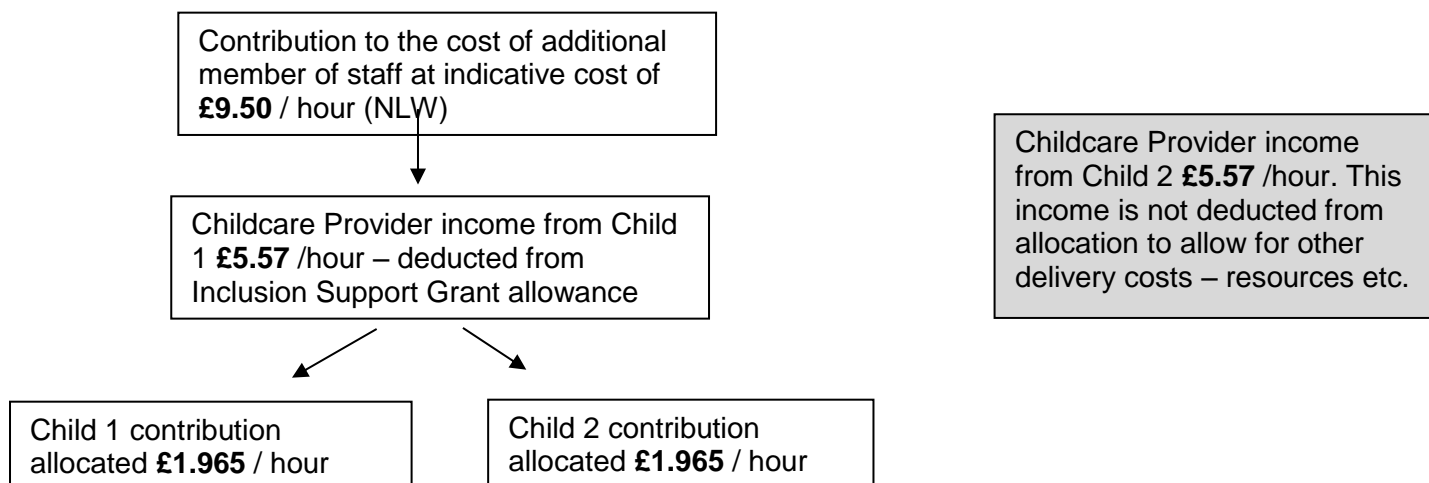 Contribution to the cost of additional
member of staff at indicative cost of
£9.50 / hour (NLW)
Childcare Provider income from Child
1 £5.57 /hour – deducted from
Inclusion Support Grant allowance
Childcare Provider income
from Child 2 £5.57 /hour. This
income is not deducted from
allocation to allow for other
delivery costs – resources etc.
Child 1 contribution
allocated £1.965 / hour
Child 2 contribution
allocated £1.965 / hour